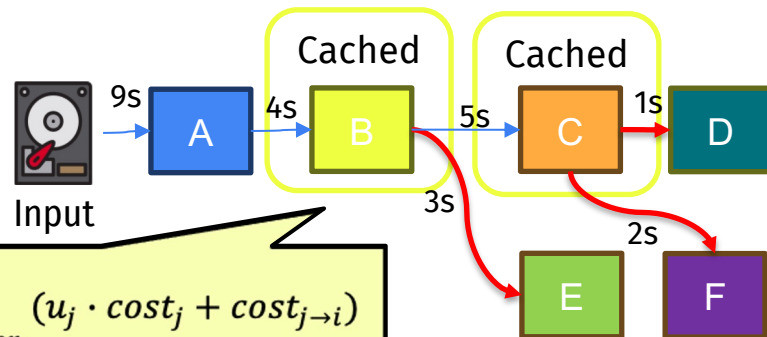 Cached
Cached
9s
4s
5s
1s
A
B
C
D
Input
3s
2s
E
F
(u_j · cost_j + cost_{j→i})